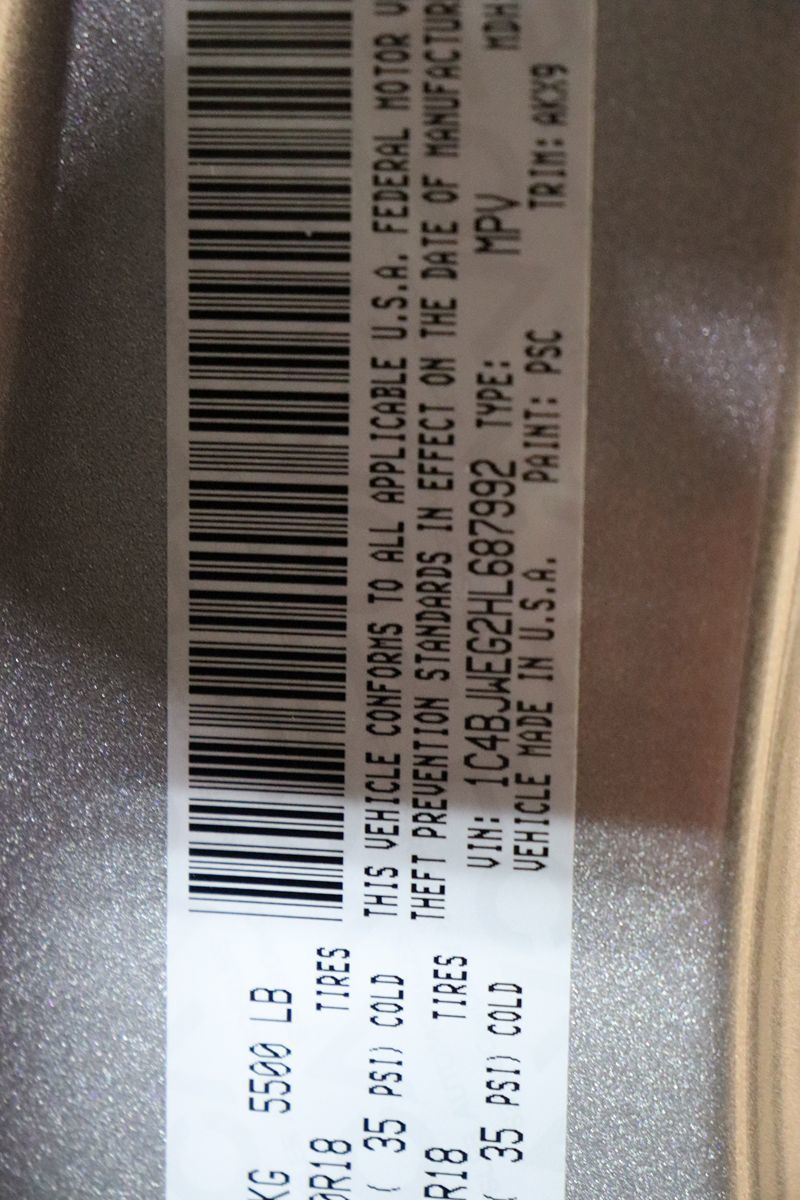 KG 5500 LB
R18 TIRES
( 35 PSI) COLD
R18 TIRES
( 35 PSI) COLD
THIS VEHICLE CONFORMS TO ALL APPLICABLE U.S.A. FEDERAL MOTOR
THEFT PREVENTION STANDARDS IN EFFECT ON THE DATE OF MANUFACTUR
VIN: 1C4BJWEG2HL687992 TYPE: MPV MDH
VEHICLE MADE IN U.S.A. PAINT: PSC TRIM: AKX9